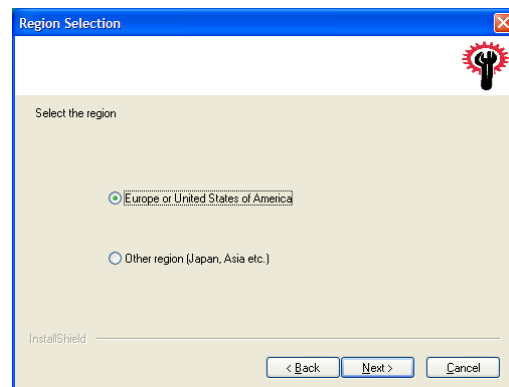 Region Selection
Select the region
Europe or United States of America
Other region (Japan, Asia etc.)
InstallShield
< Back
Next >
Cancel